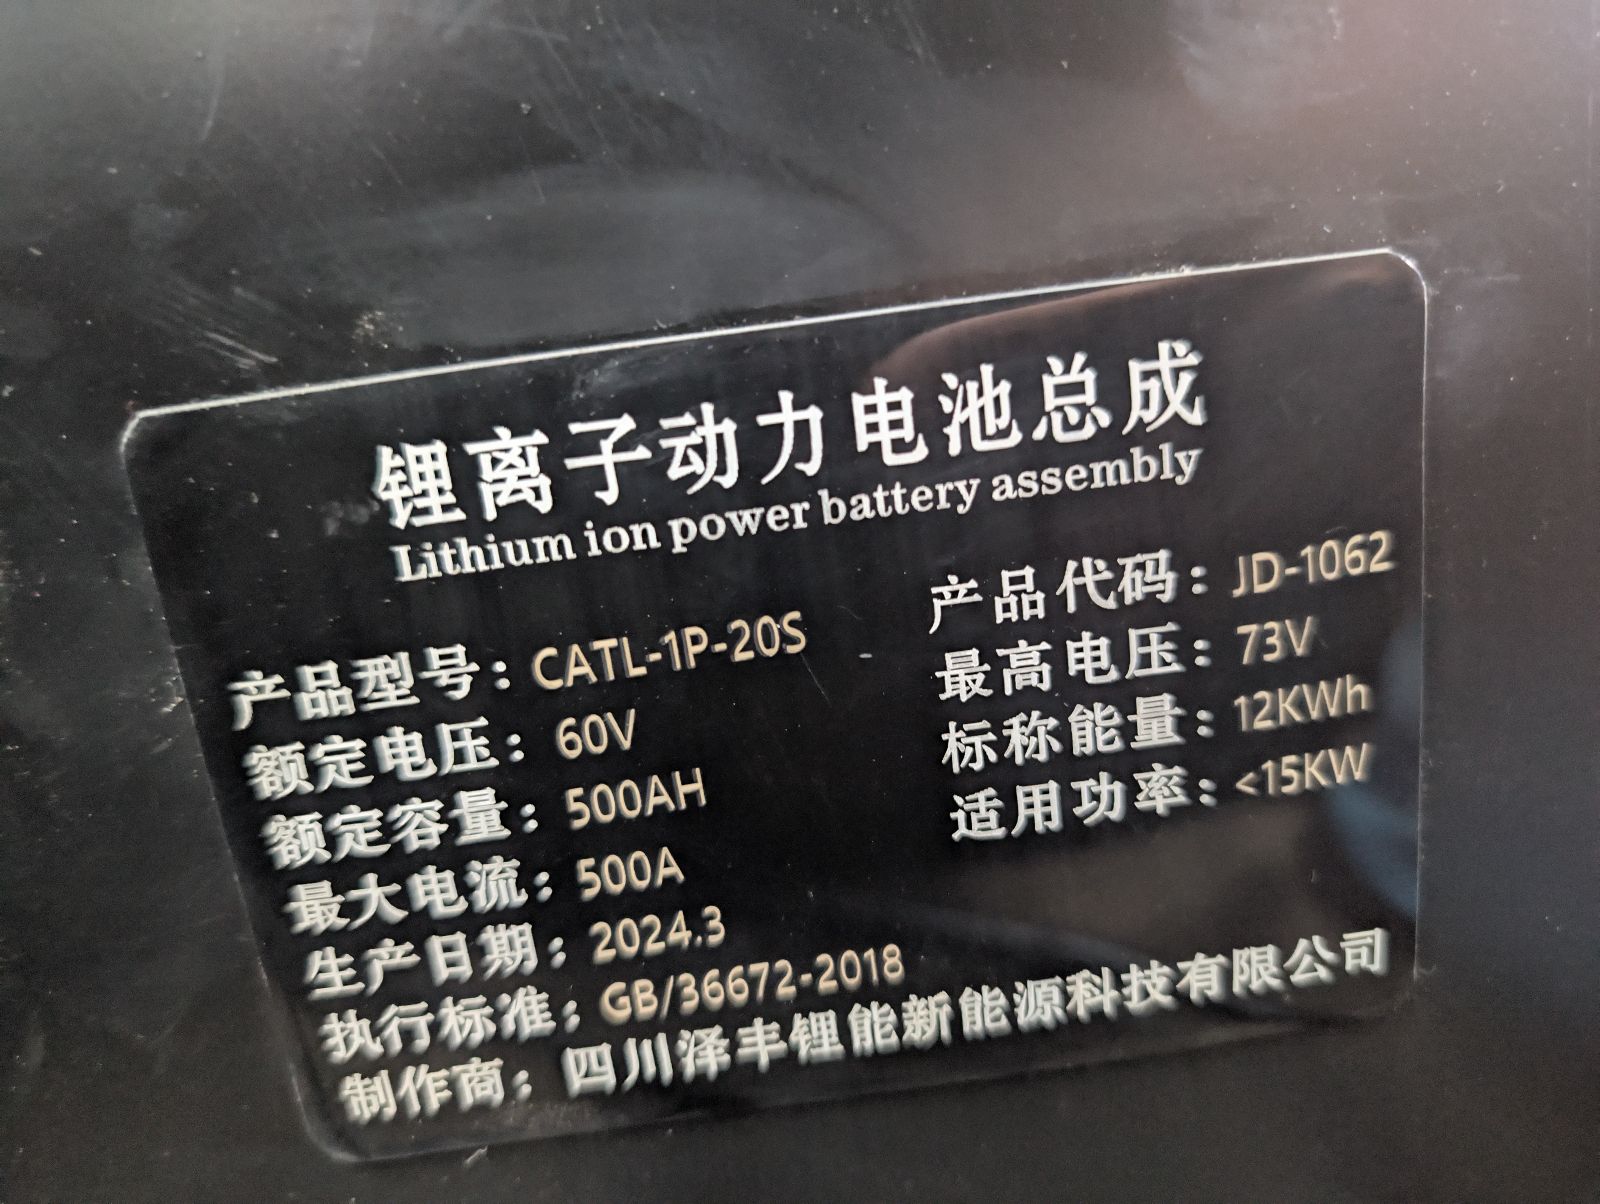 锂离子动力电池总成
Lithium ion power battery assembly
产品型号：CATL-1P-20S
额定电压：60V
额定容量：500AH
最大电流：500A
生产日期：2024.3
执行标准：GB/36672-2018
制作商：四川泽丰锂能新能源科技有限公司
产品代码：JD-1062
最高电压：73V
标称能量：12KWh
适用功率：<15KW